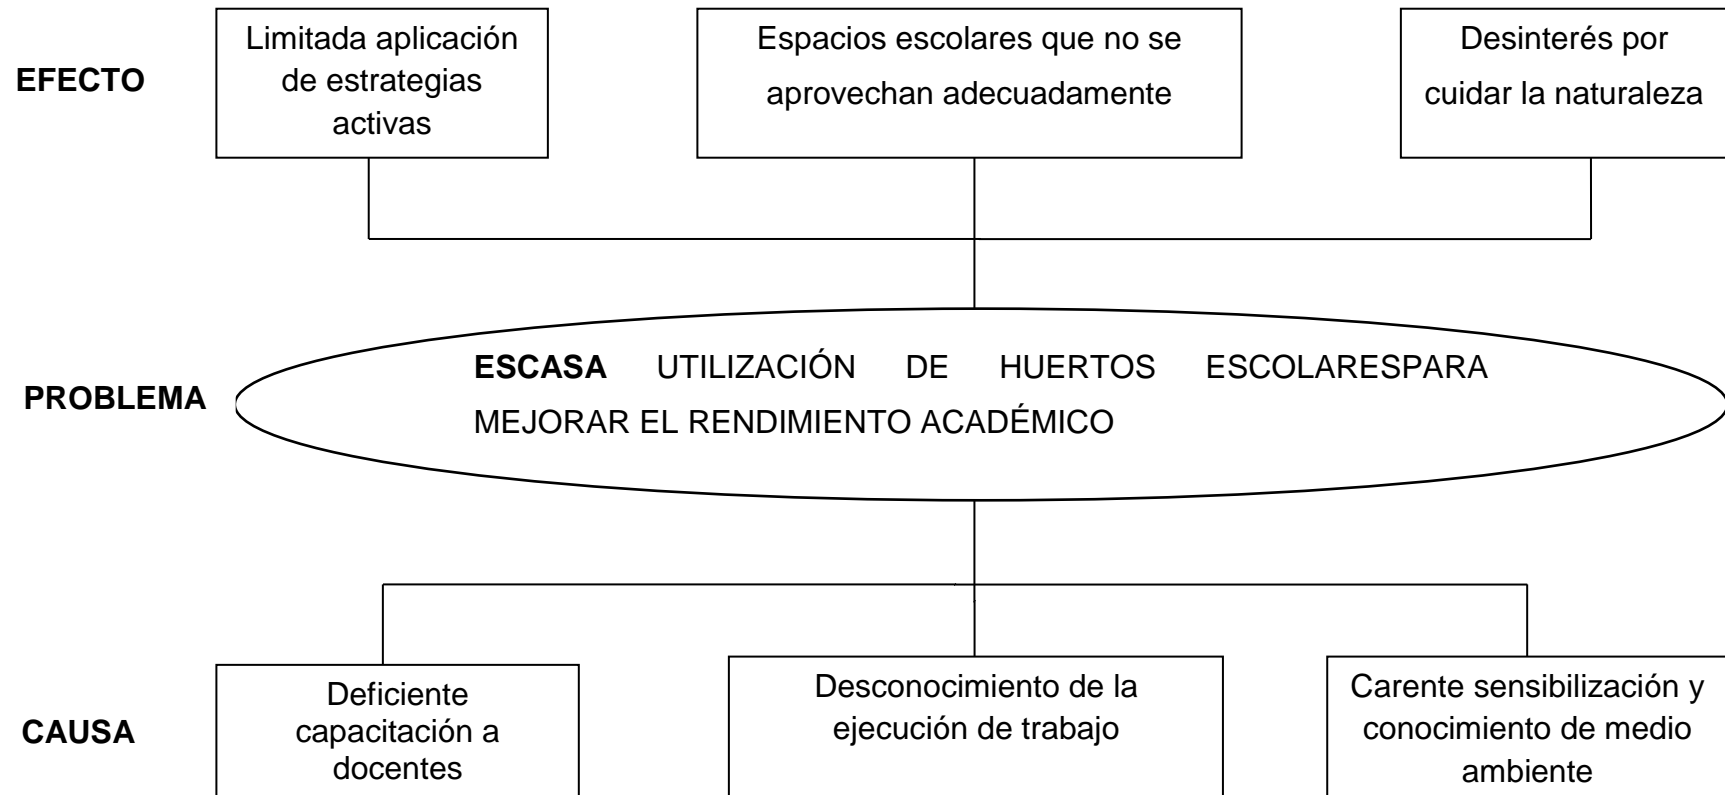 EFECTO
Limitada aplicación
de estrategias
activas
Espacios escolares que no se
aprovechan adecuadamente
Desinterés por
cuidar la naturaleza
PROBLEMA
ESCASA UTILIZACIÓN DE HUERTOS ESCOLARESPARA
MEJORAR EL RENDIMIENTO ACADÉMICO
CAUSA
Deficiente
capacitación a
docentes
Desconocimiento de la
ejecución de trabajo
Carente sensibilización y
conocimiento de medio
ambiente